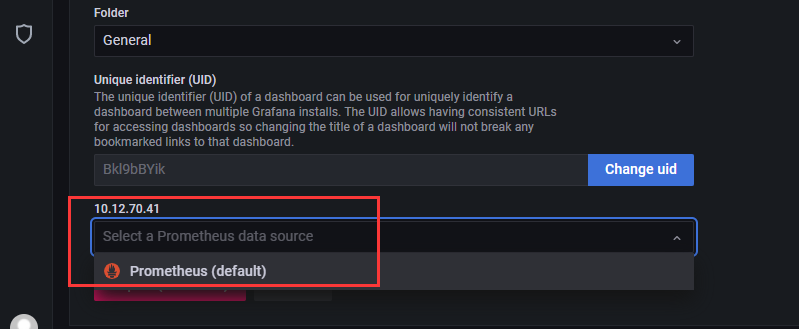 Folder
General
Unique identifier (UID)
The unique identifier (UID) of a dashboard can be used for uniquely identify a
dashboard between multiple Grafana installs. The UID allows having consistent URLs
for accessing dashboards so changing the title of a dashboard will not break any
bookmarked links to that dashboard.
Bkl9bBYik
Change uid
10.12.70.41
Select a Prometheus data source
Prometheus (default)